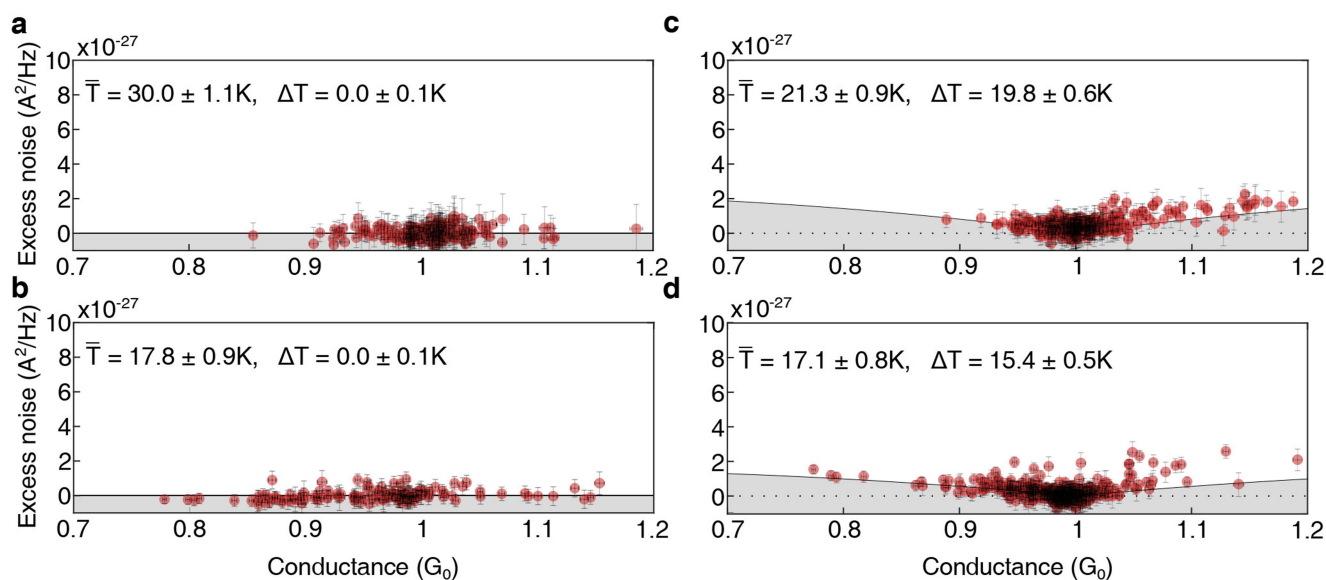 a
x10-27
Excess noise (A2/Hz)
10
8
6
4
2
0
T̿ = 30.0 ± 1.1K, ΔT = 0.0 ± 0.1K
0.7 0.8 0.9 1 1.1 1.2
b
x10-27
Excess noise (A2/Hz)
10
8
6
4
2
0
T̿ = 17.8 ± 0.9K, ΔT = 0.0 ± 0.1K
0.7 0.8 0.9 1 1.1 1.2
Conductance (G0)
c
x10-27
10
8
6
4
2
0
T̿ = 21.3 ± 0.9K, ΔT = 19.8 ± 0.6K
0.7 0.8 0.9 1 1.1 1.2
d
x10-27
10
8
6
4
2
0
T̿ = 17.1 ± 0.8K, ΔT = 15.4 ± 0.5K
0.7 0.8 0.9 1 1.1 1.2
Conductance (G0)